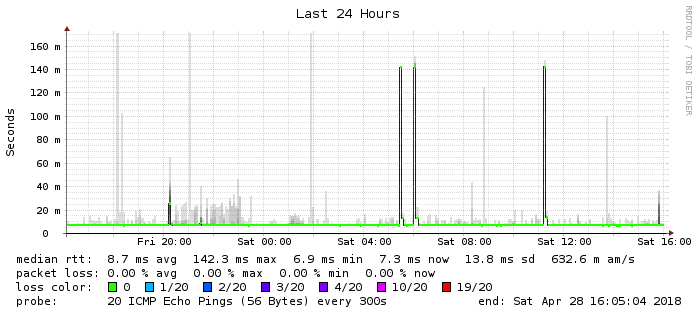 Last 24 Hours
RRDTOOL / TOBI OETIKER
Seconds
160 m
140 m
120 m
100 m
80 m
60 m
40 m
20 m
0
Fri 20:00 Sat 00:00 Sat 04:00 Sat 08:00 Sat 12:00 Sat 16:00
median rtt: 8.7 ms avg 142.3 ms max 6.9 ms min 7.3 ms now 13.8 ms sd 632.6 m am/s
packet loss: 0.00 % avg 0.00 % max 0.00 % min 0.00 % now
loss color: 0 1/20 2/20 3/20 4/20 10/20 19/20
probe: 20 ICMP Echo Pings (56 Bytes) every 300s end: Sat Apr 28 16:05:04 2018